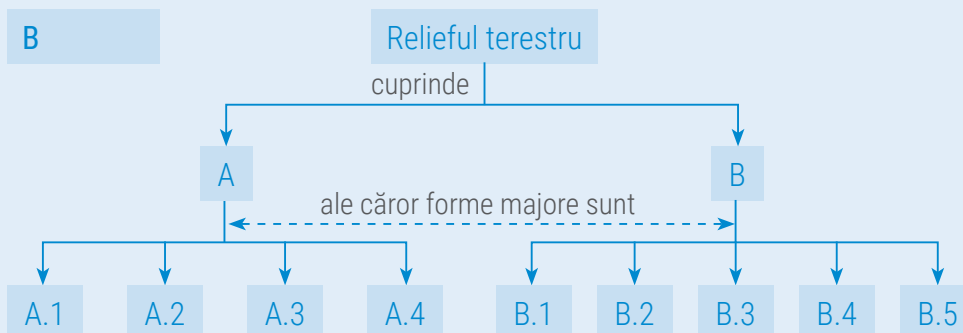 B
Relieful terestru
cuprinde
A
B
ale căror forme majore sunt
A.1
A.2
A.3
A.4
B.1
B.2
B.3
B.4
B.5